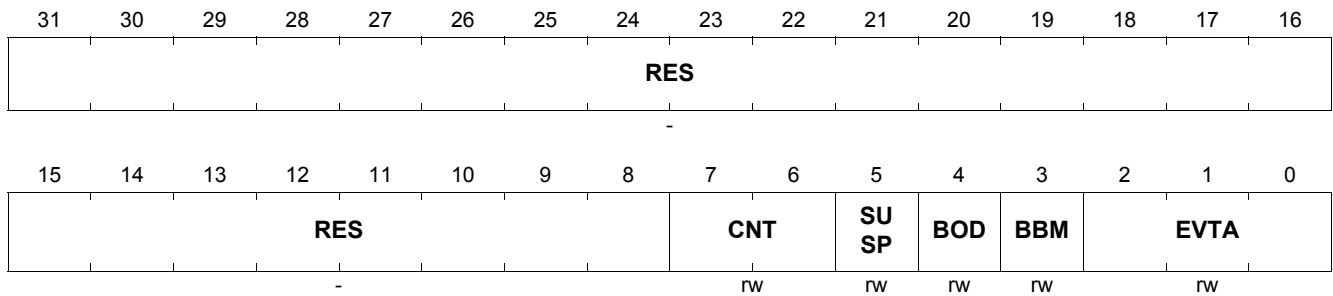 31 30 29 28 27 26 25 24 23 22 21 20 19 18 17 16
RES
-
15 14 13 12 11 10 9 8 7 6 5 4 3 2 1 0
RES CNT SU SP BOD BBM EVTA
- rw rw rw rw rw